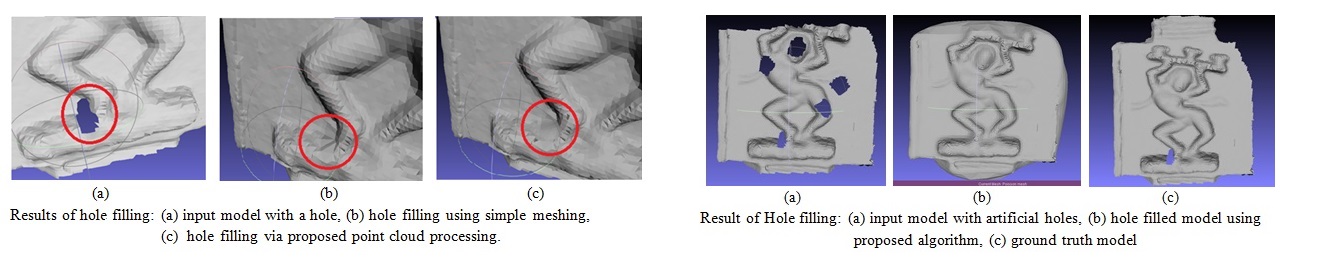 (a)
(b)
(c)
Results of hole filling: (a) input model with a hole, (b) hole filling using simple meshing,
(c) hole filling via proposed point cloud processing.
(a)
(b)
(c)
Result of Hole filling: (a) input model with artificial holes, (b) hole filled model using
proposed algorithm, (c) ground truth model